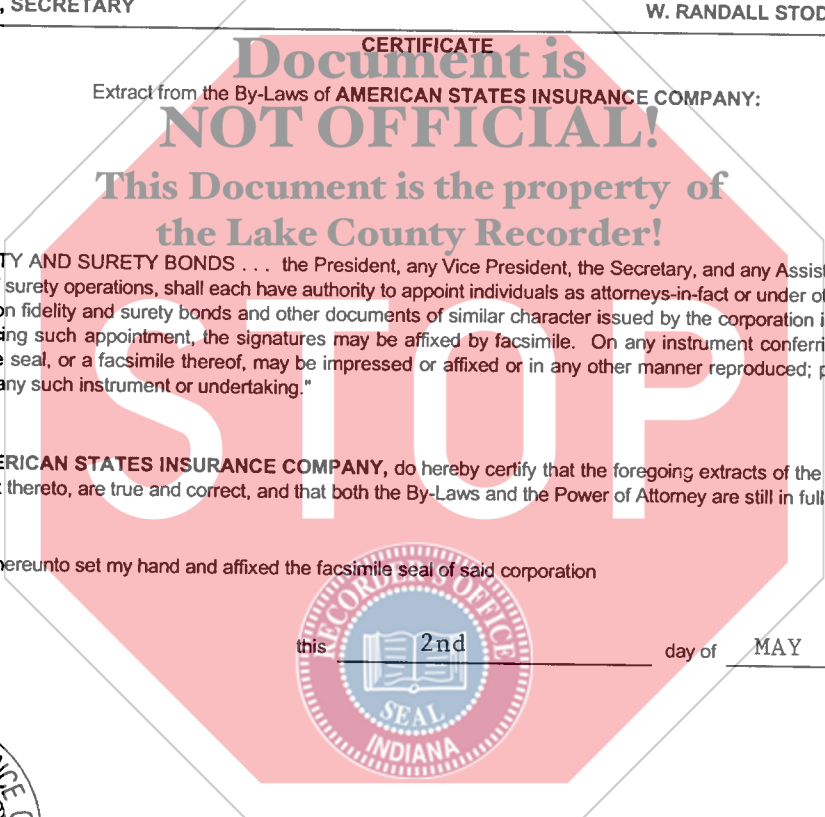 , SECRETARY
W. RANDALL STOD
CERTIFICATE
Document is
Extract from the By-Laws of AMERICAN STATES INSURANCE COMPANY:
NOT OFFICIAL!
This Document is the property of
the Lake County Recorder!
TY AND SURETY BONDS . . . the President, any Vice President, the Secretary, and any Assist
surety operations, shall each have authority to appoint individuals as attorneys-in-fact or under ot
on fidelity and surety bonds and other documents of similar character issued by the corporation i
ing such appointment, the signatures may be affixed by facsimile. On any instrument conferri
e seal, or a facsimile thereof, may be impressed or affixed or in any other manner reproduced; p
any such instrument or undertaking."
STOP
ERICAN STATES INSURANCE COMPANY, do hereby certify that the foregoing extracts of the
t thereto, are true and correct, and that both the By-Laws and the Power of Attorney are still in full
hereunto set my hand and affixed the facsimile seal of said corporation
RECORDER'S OFFICE
this 2nd day of MAY
SEAL
INDIANA
NCE